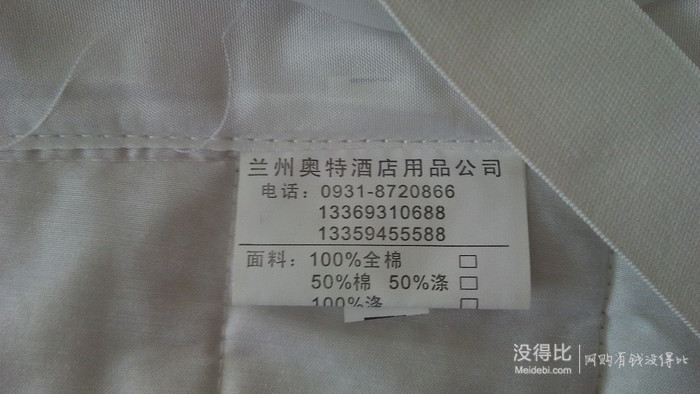 兰州奥特酒店用品公司
电话：0931-8720866
13369310688
13359455588
面料：100%全棉 □
50%棉 50%涤 □
100%涤 □
没得比 网购有钱没得比
Meidebi.com